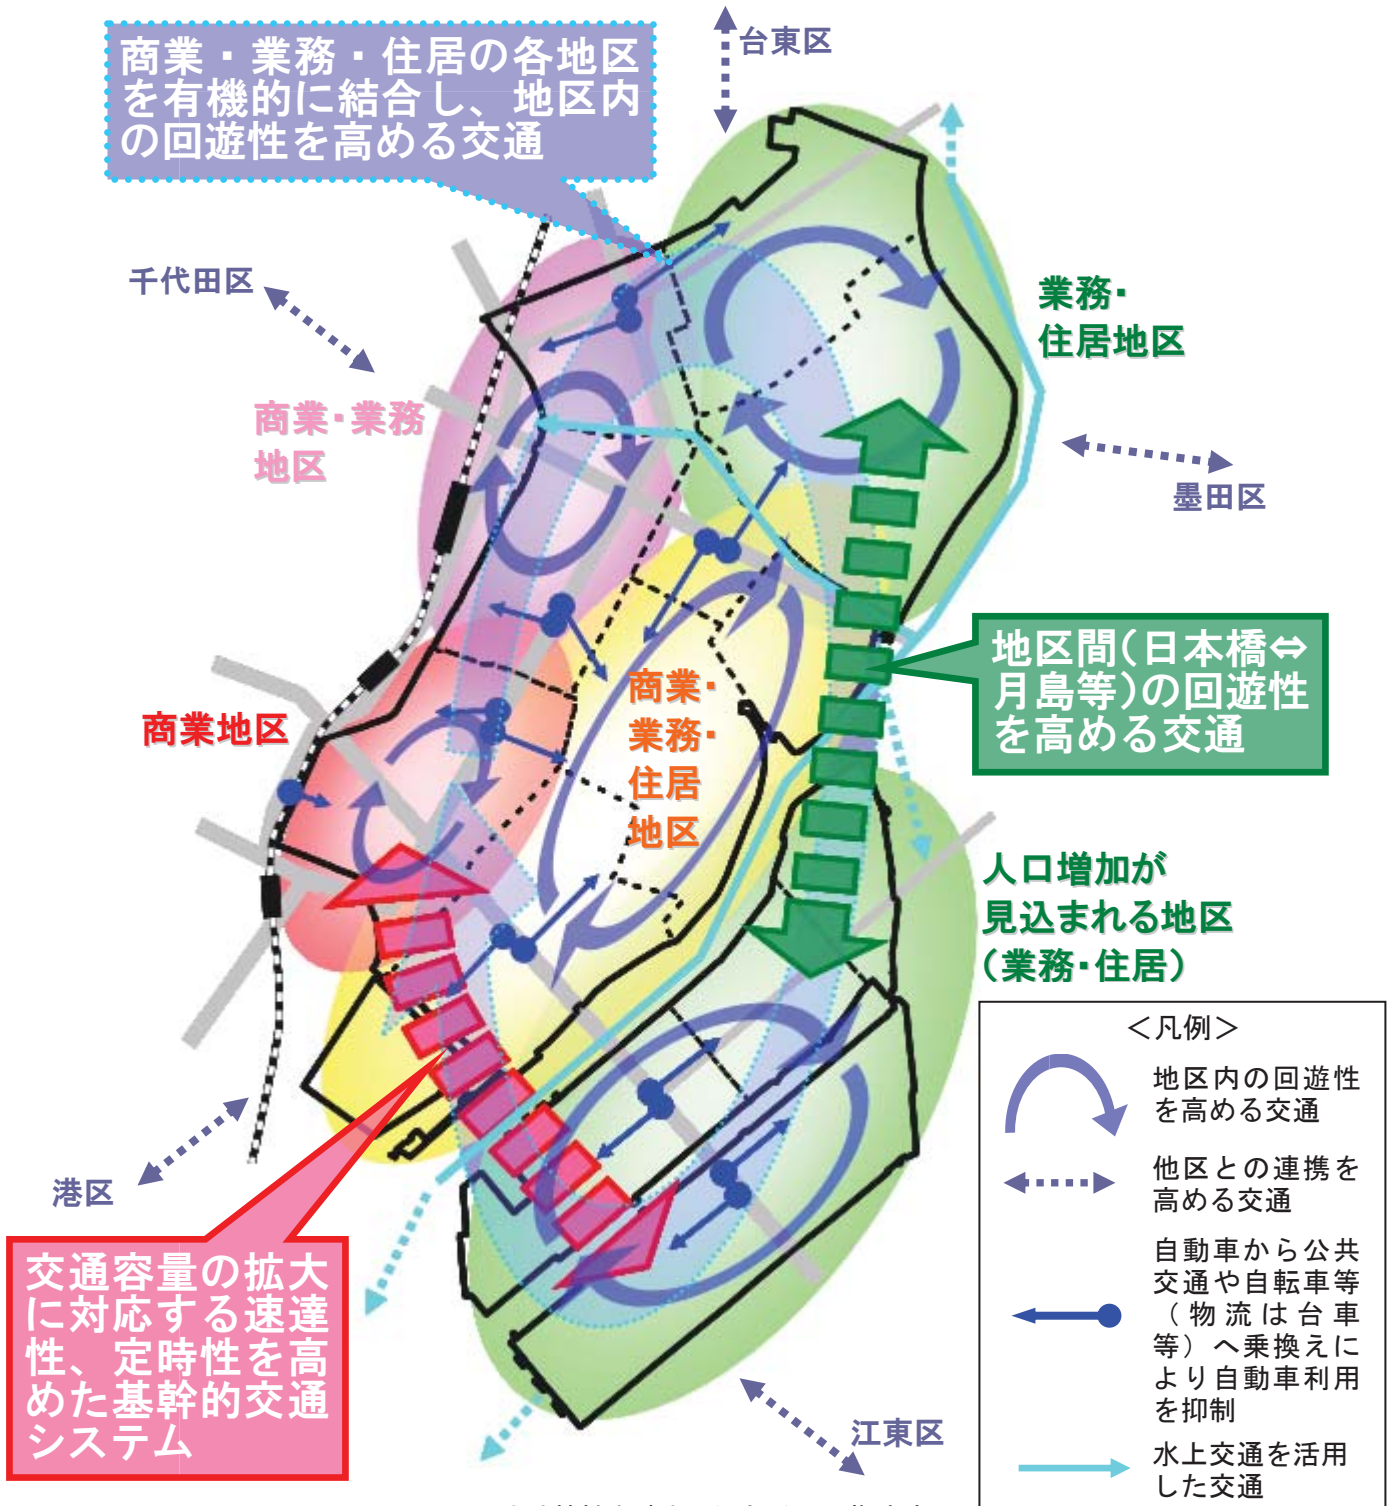 商業・業務・住居の各地区
を有機的に結合し、地区内
の回遊性を高める交通
台東区
千代田区
業務・
住居地区
商業・業務
地区
墨田区
地区間（日本橋⇔
月島等）の回遊性
を高める交通
商業・
業務・
住居
地区
商業地区
人口増加が
見込まれる地区
（業務・住居）
港区
交通容量の拡大
に対応する速達
性、定時性を高
めた基幹的交通
システム
江東区
＜凡例＞
地区内の回遊性
を高める交通
他区との連携を
高める交通
自動車から公共
交通や自転車等
（物流は台車
等）へ乗換えに
より自動車利用
を抑制
水上交通を活用
した交通